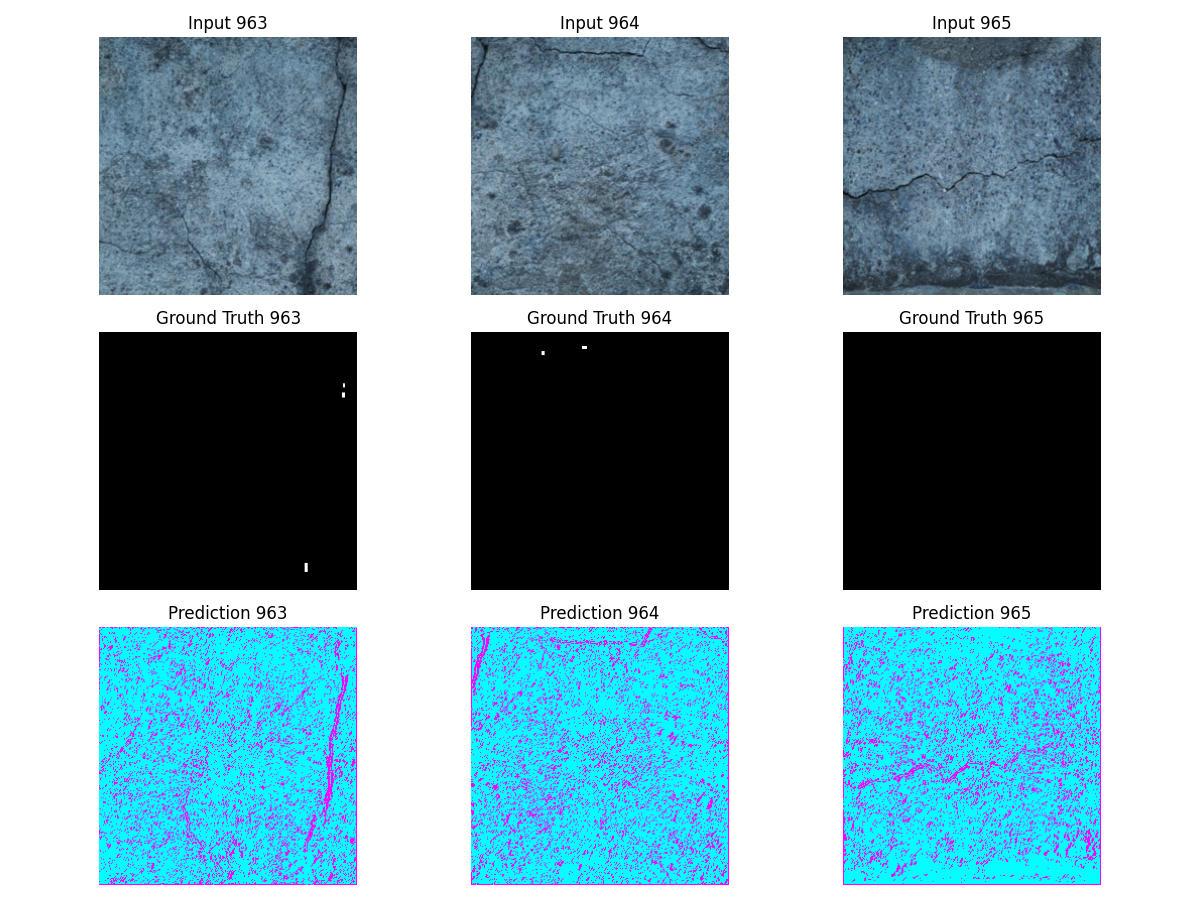 Input 963
Input 964
Input 965
Ground Truth 963
Ground Truth 964
Ground Truth 965
Prediction 963
Prediction 964
Prediction 965